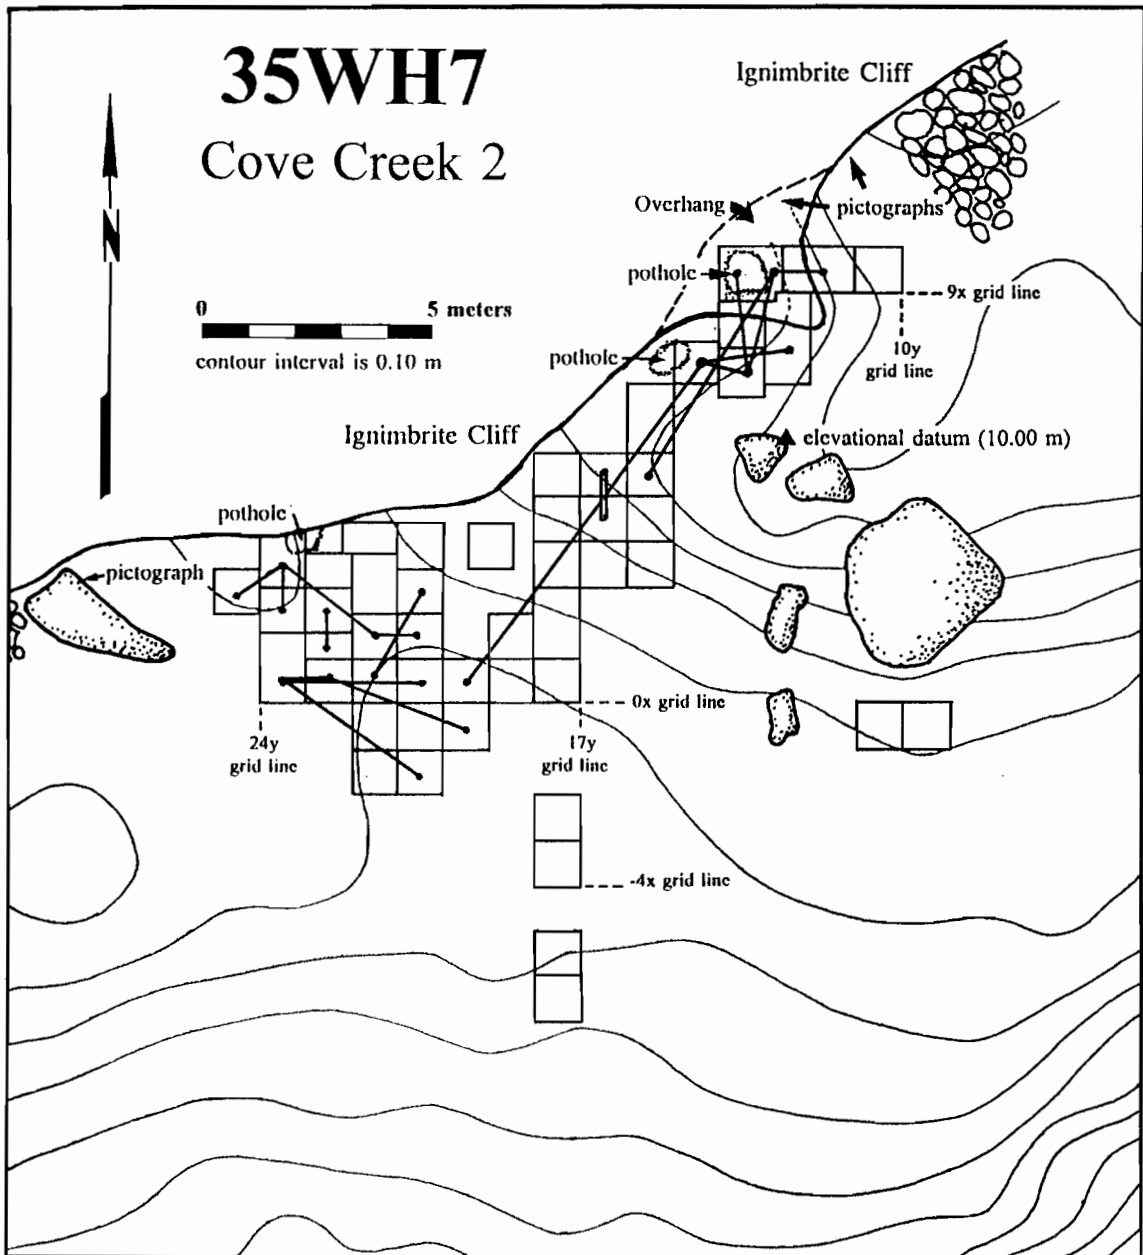 35WH7
Cove Creek 2
N
0 5 meters
contour interval is 0.10 m
Ignimbrite Cliff
Overhang
pictographs
pothole
9x grid line
10y
grid line
pothole
Ignimbrite Cliff
elevational datum (10.00 m)
pothole
pictograph
0x grid line
24y
grid line
17y
grid line
-4x grid line